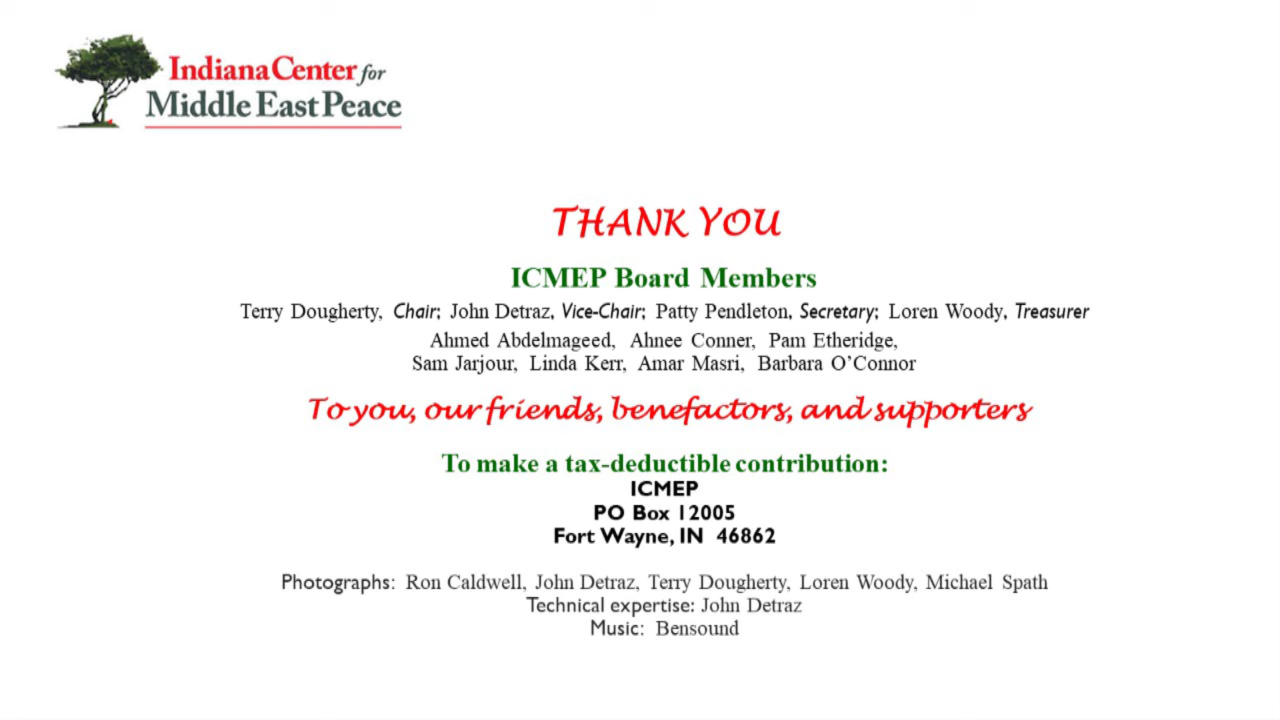 Indiana Center for
Middle East Peace
THANK YOU
ICMEP Board Members
Terry Dougherty, Chair; John Detraz, Vice-Chair; Patty Pendleton, Secretary; Loren Woody, Treasurer
Ahmed Abdelmageed, Ahnee Conner, Pam Etheridge,
Sam Jarjour, Linda Kerr, Amar Masri, Barbara O’Connor
To you, our friends, benefactors, and supporters
To make a tax-deductible contribution:
ICMEP
PO Box 12005
Fort Wayne, IN 46862
Photographs: Ron Caldwell, John Detraz, Terry Dougherty, Loren Woody, Michael Spath
Technical expertise: John Detraz
Music: Bensound